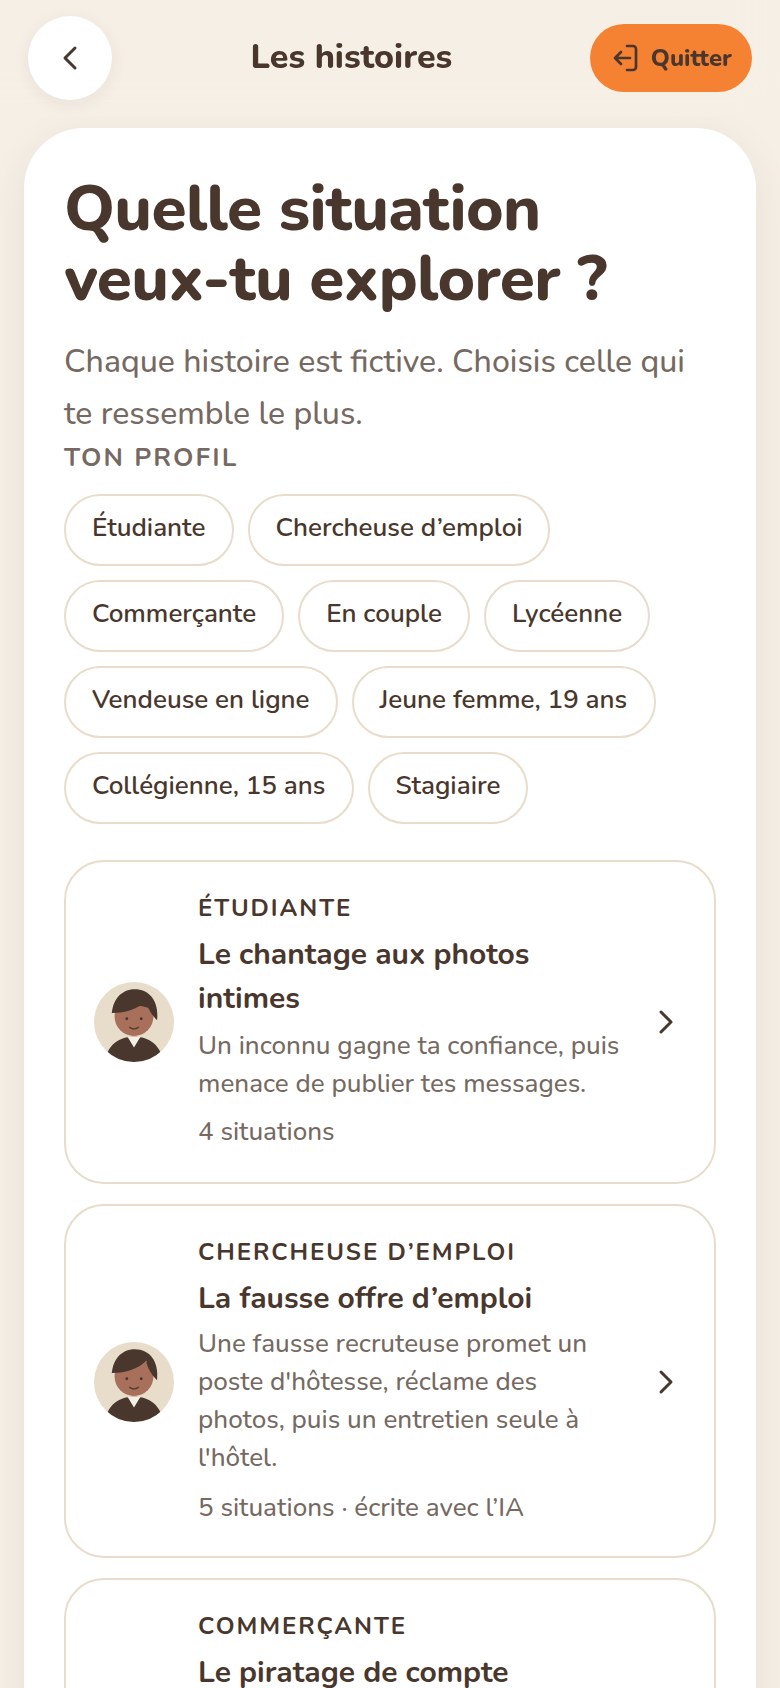 Les histoires
Quitter
Quelle situation
veux-tu explorer ?
Chaque histoire est fictive. Choisis celle qui
te ressemble le plus.
TON PROFIL
Étudiante
Chercheuse d’emploi
Commerçante
En couple
Lycéenne
Vendeuse en ligne
Jeune femme, 19 ans
Collégienne, 15 ans
Stagiaire
ÉTUDIANTE
Le chantage aux photos
intimes
Un inconnu gagne ta confiance, puis
menace de publier tes messages.
4 situations
CHERCHEUSE D’EMPLOI
La fausse offre d’emploi
Une fausse recruteuse promet un
poste d'hôtesse, réclame des
photos, puis un entretien seule à
l'hôtel.
5 situations · écrite avec l’IA
COMMERÇANTE
Le piratage de compte